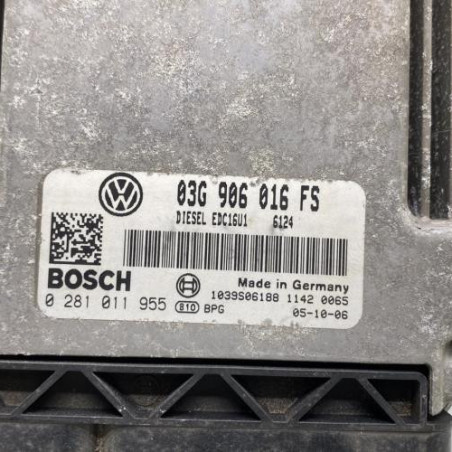 03G 906 016 FS
DIESEL EDC16U1 6124
BOSCH
Made in Germany
0 281 011 955 810 BPG 1039S06188 1142 0065
05-10-06